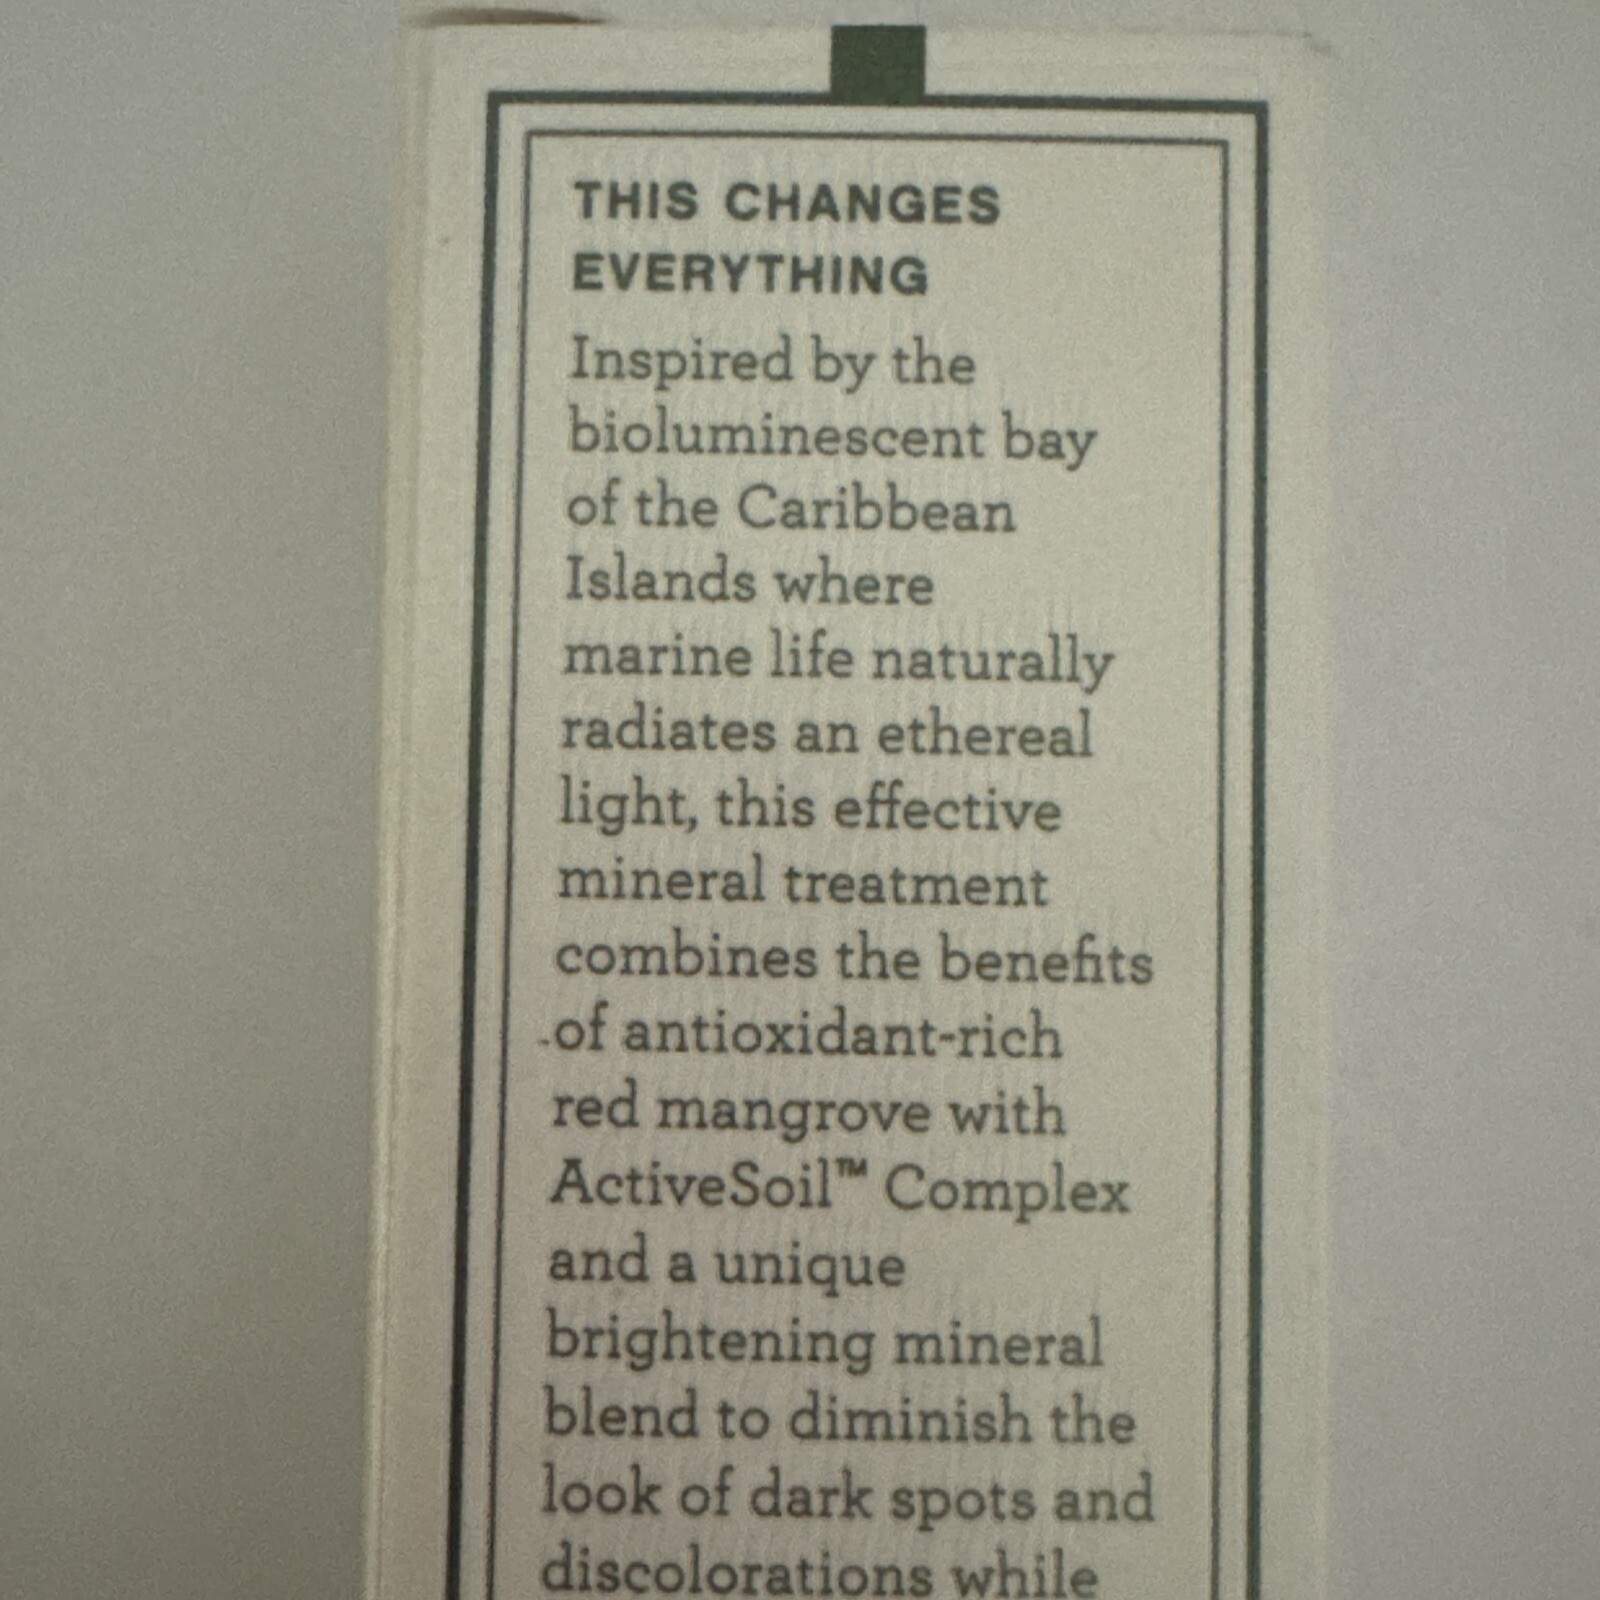 THIS CHANGES
EVERYTHING
Inspired by the
bioluminescent bay
of the Caribbean
Islands where
marine life naturally
radiates an ethereal
light, this effective
mineral treatment
combines the benefits
of antioxidant-rich
red mangrove with
ActiveSoil™ Complex
and a unique
brightening mineral
blend to diminish the
look of dark spots and
discolorations while